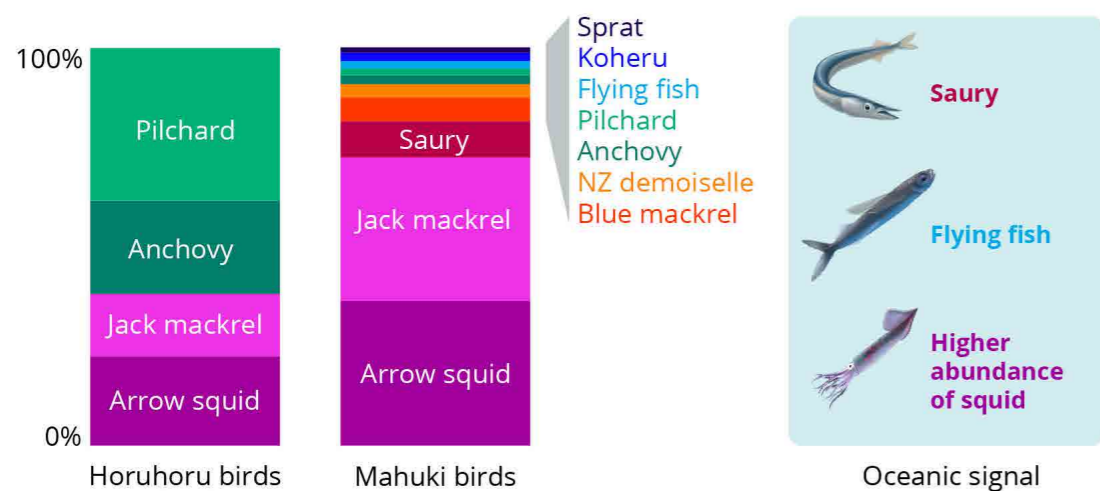 100%
0%
Pilchard
Anchovy
Jack mackrel
Arrow squid
Horuhoru birds
Saury
Jack mackrel
Arrow squid
Mahuki birds
Sprat
Koheru
Flying fish
Pilchard
Anchovy
NZ demoiselle
Blue mackrel
Saury
Flying fish
Higher
abundance
of squid
Oceanic signal